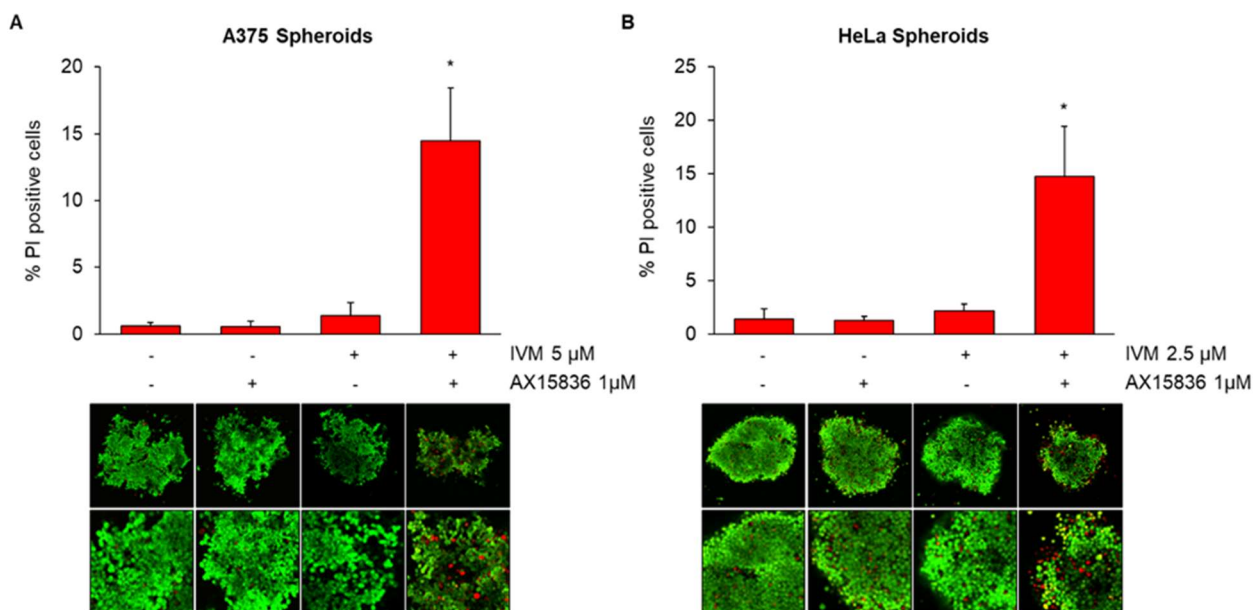 A
A375 Spheroids
% PI positive cells
20
15
10
5
0
*
- - + + IVM 5 µM
- + - + AX15836 1µM
B
HeLa Spheroids
% PI positive cells
25
20
15
10
5
0
*
- - + + IVM 2.5 µM
- + - + AX15836 1µM